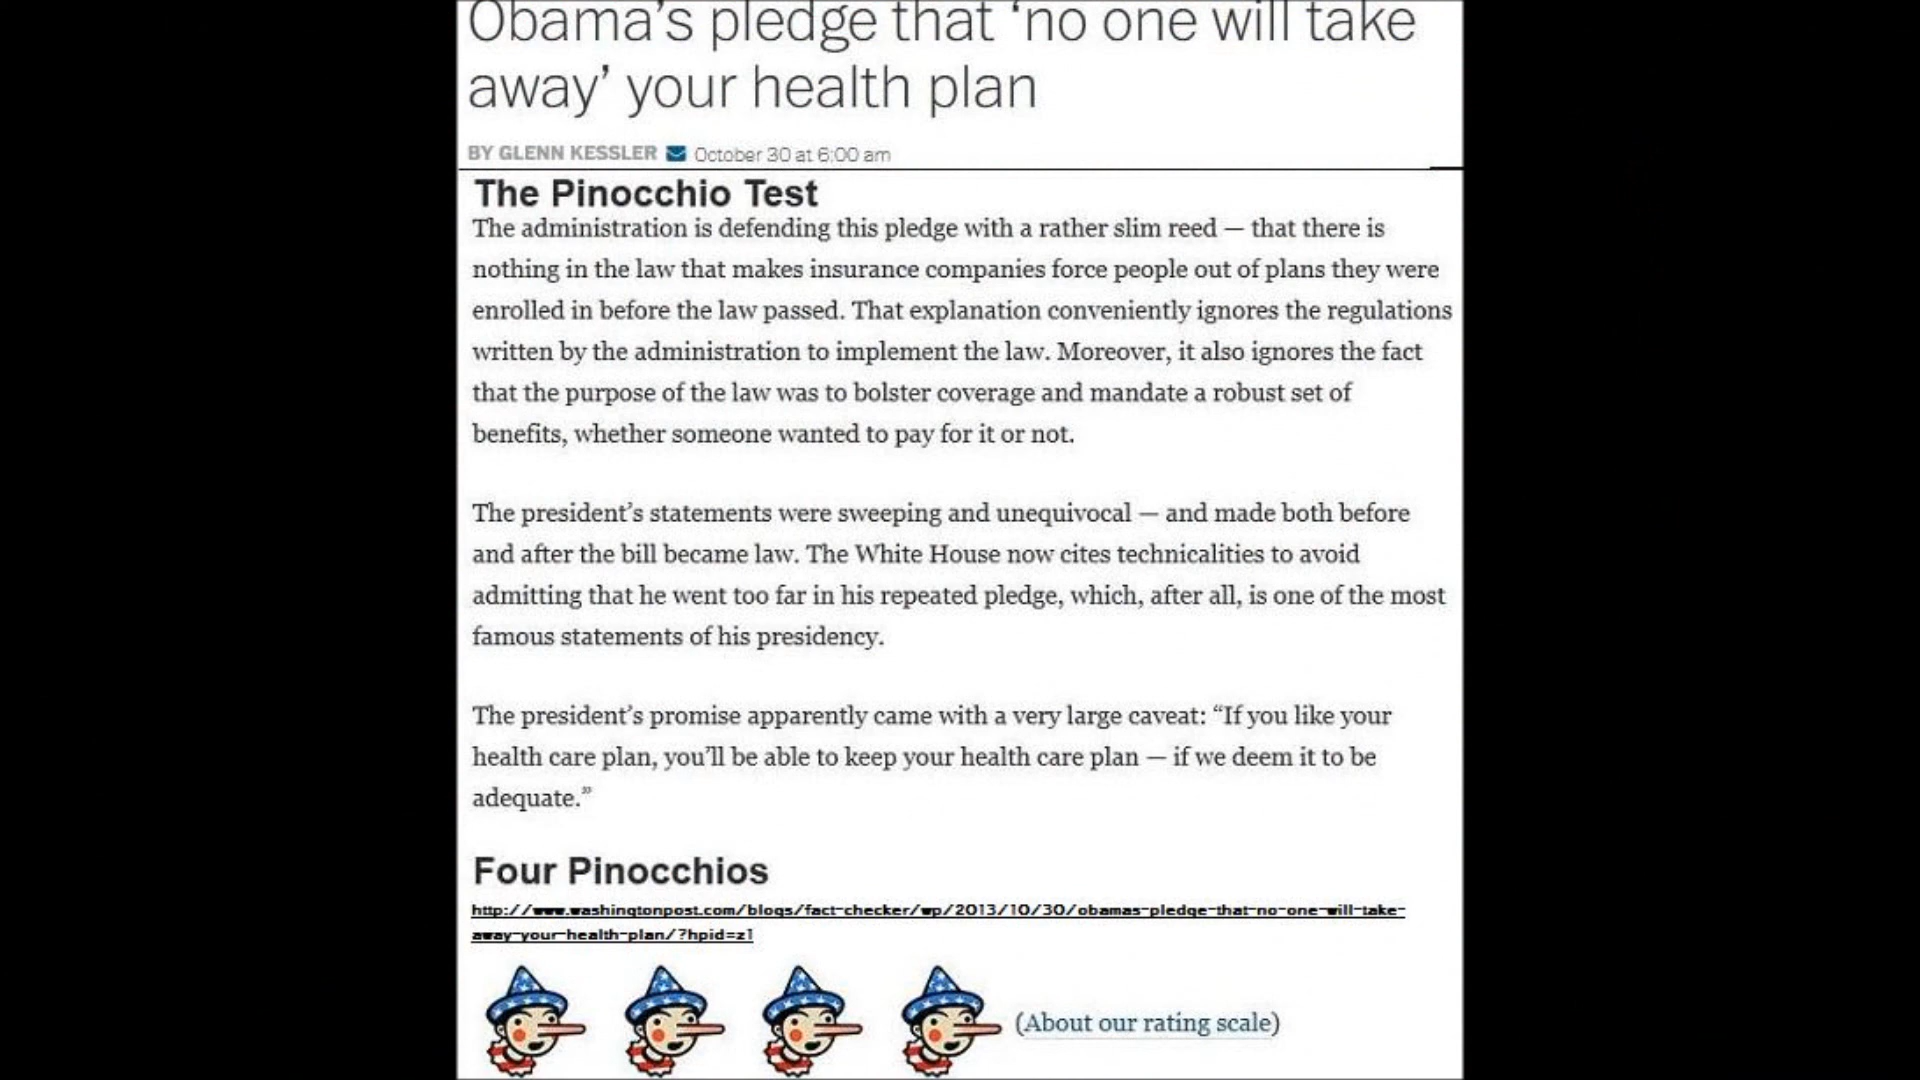 Obama's pledge that ‘no one will take
away’ your health plan
BY GLENN KESSLER October 30 at 6:00 am
The Pinocchio Test
The administration is defending this pledge with a rather slim reed — that there is
nothing in the law that makes insurance companies force people out of plans they were
enrolled in before the law passed. That explanation conveniently ignores the regulations
written by the administration to implement the law. Moreover, it also ignores the fact
that the purpose of the law was to bolster coverage and mandate a robust set of
benefits, whether someone wanted to pay for it or not.
The president’s statements were sweeping and unequivocal — and made both before
and after the bill became law. The White House now cites technicalities to avoid
admitting that he went too far in his repeated pledge, which, after all, is one of the most
famous statements of his presidency.
The president’s promise apparently came with a very large caveat: “If you like your
health care plan, you’ll be able to keep your health care plan — if we deem it to be
adequate.”
Four Pinocchios
http://www.washingtonpost.com/blogs/fact-checker/wp/2013/10/30/obamas-pledge-that-no-one-will-take-
away-your-health-plan/?hpid=z1
(About our rating scale)